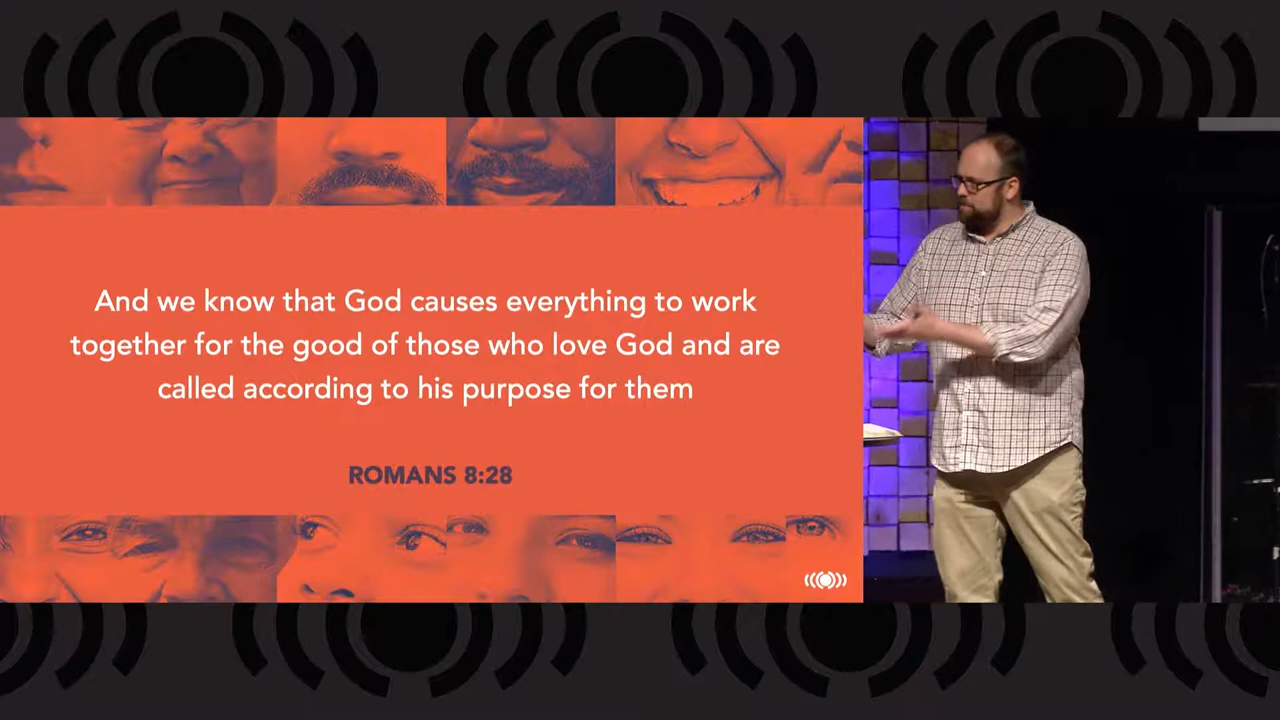 And we know that God causes everything to work
together for the good of those who love God and are
called according to his purpose for them
ROMANS 8:28